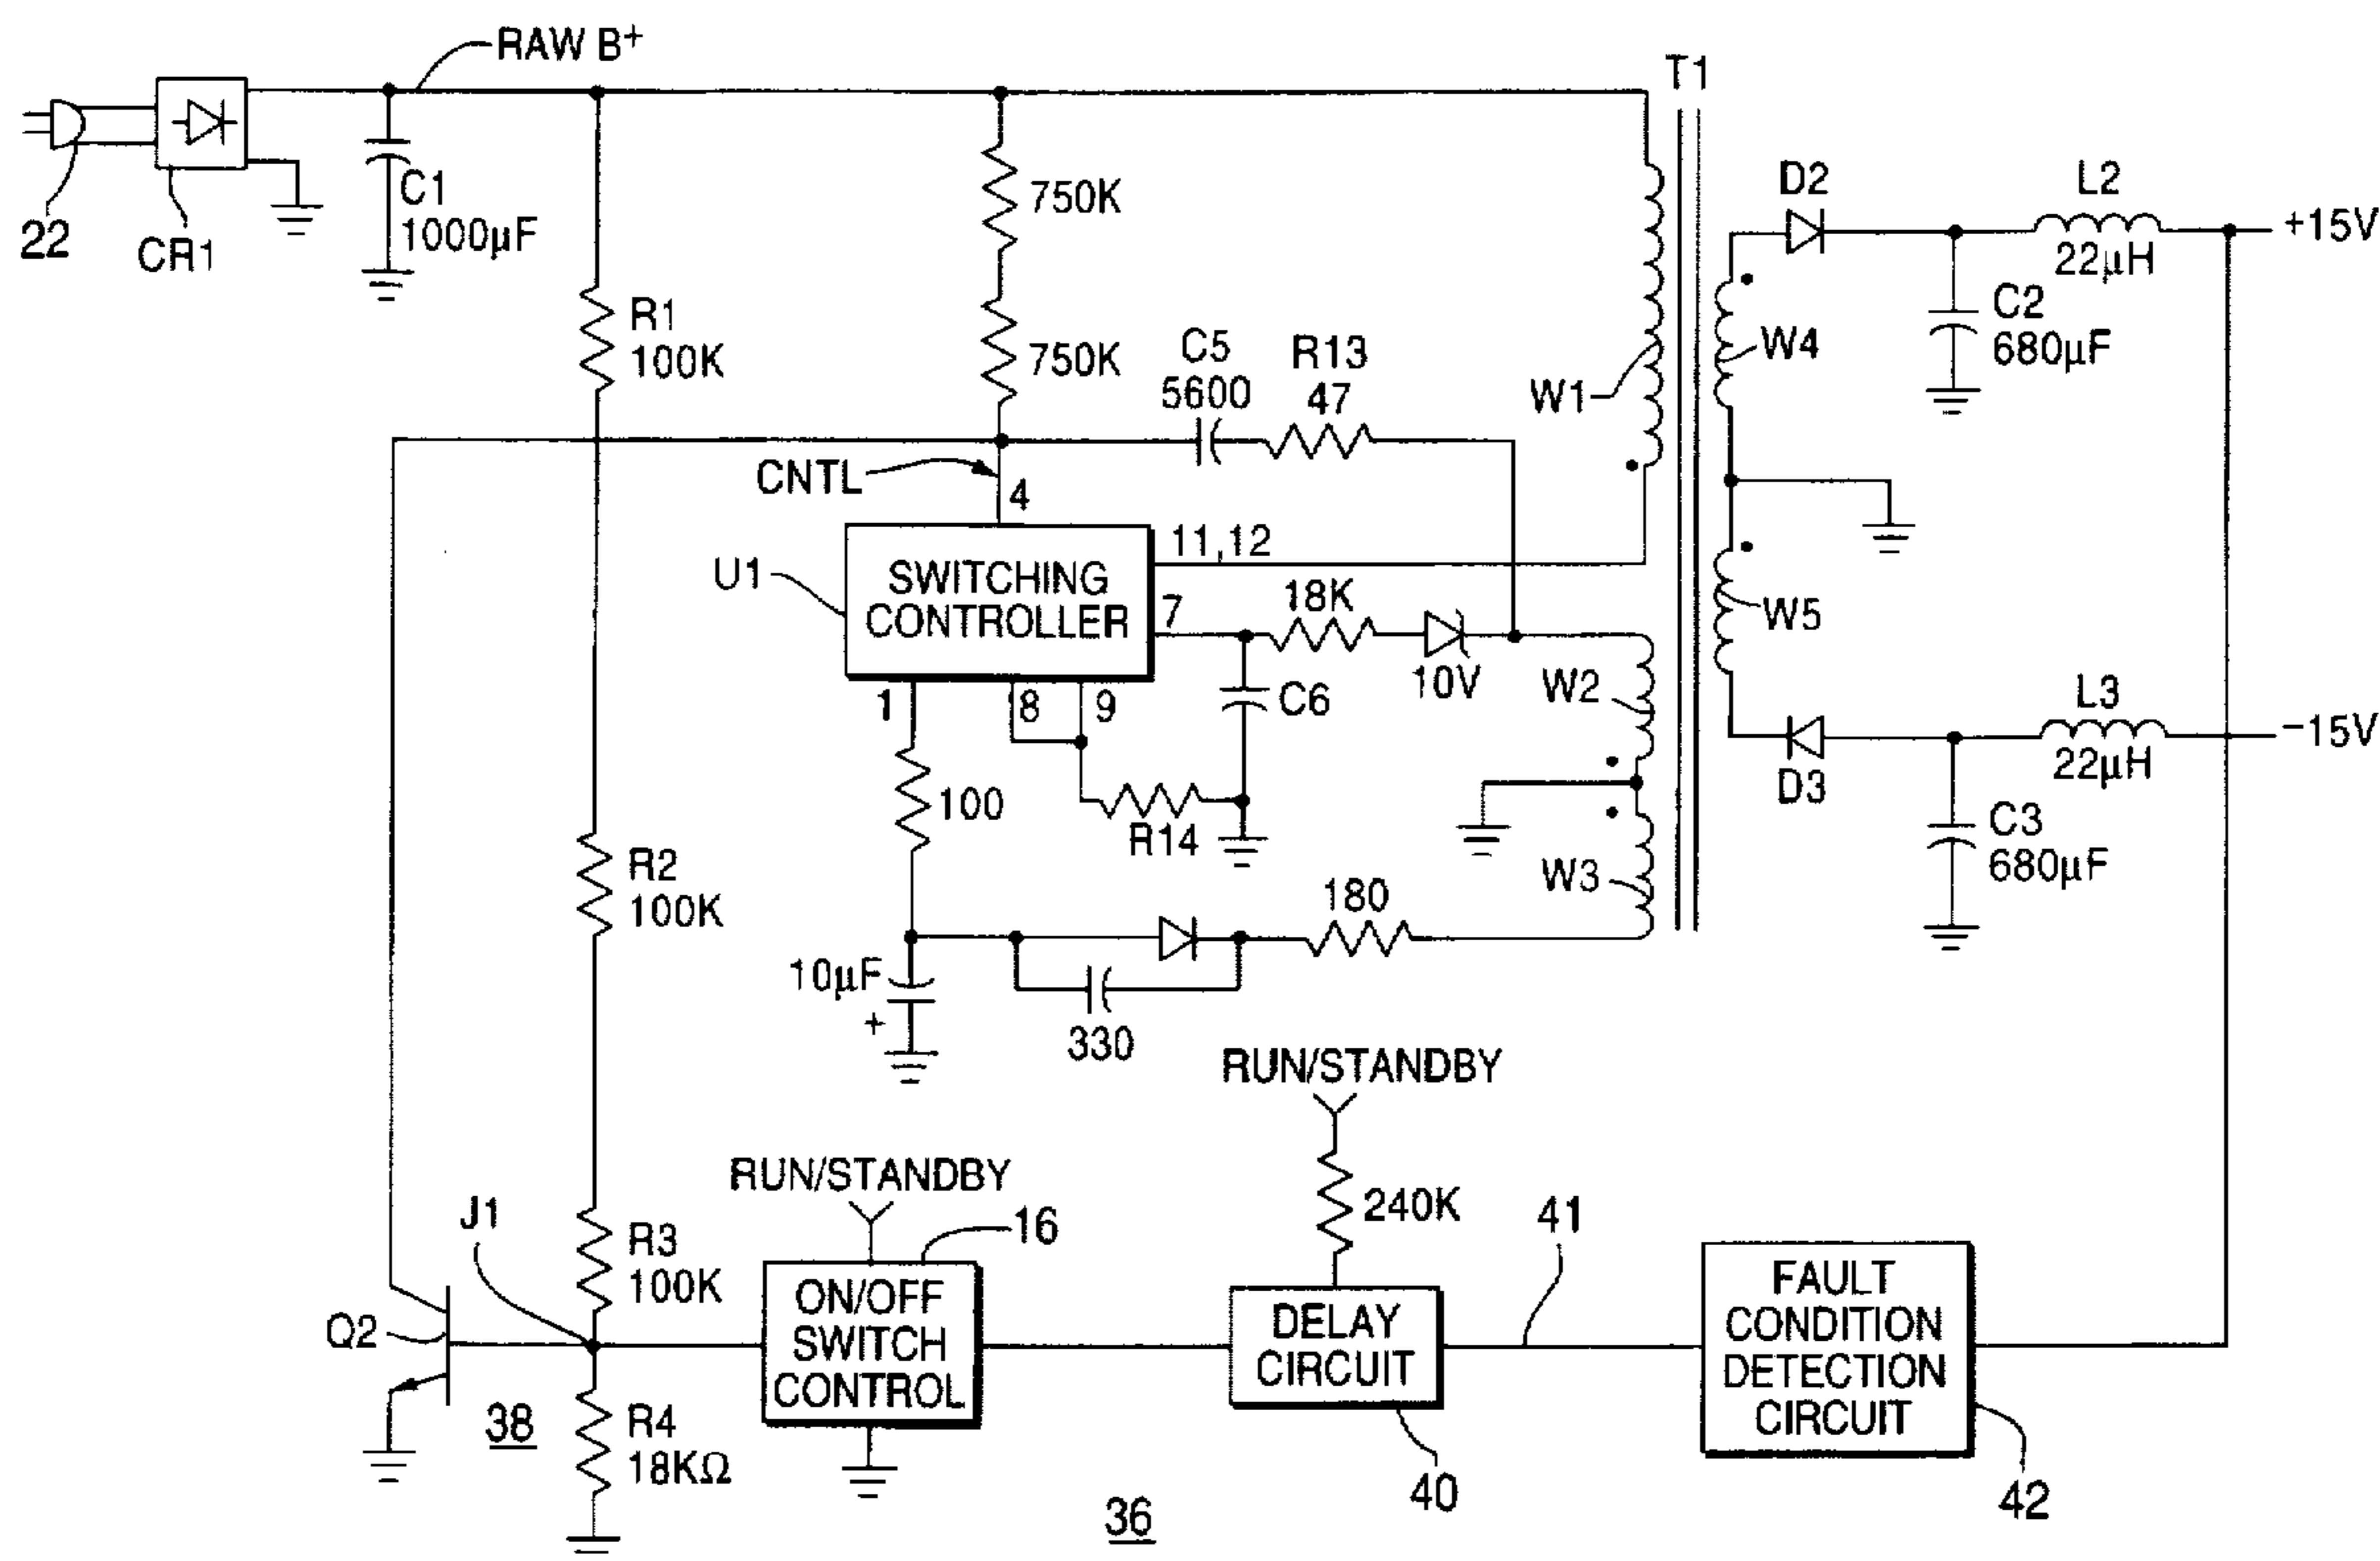 RAW B+
T1
22
CR1
C1
1000µF
R1
100K
750K
750K
C5
5600
R13
47
W1
D2
L2
22µH
+15V
C2
680µF
W4
CNTL
4
U1
SWITCHING
CONTROLLER
11,12
7
18K
10V
C6
W2
W5
1
8
9
100
R14
L3
22µH
-15V
D3
C3
680µF
R2
100K
W3
180
10µF
+
330
RUN/STANDBY
240K
RUN/STANDBY
J1
16
41
R3
100K
Q2
ON/OFF
SWITCH
CONTROL
DELAY
CIRCUIT
FAULT
CONDITION
DETECTION
CIRCUIT
38
R4
18KΩ
40
42
36